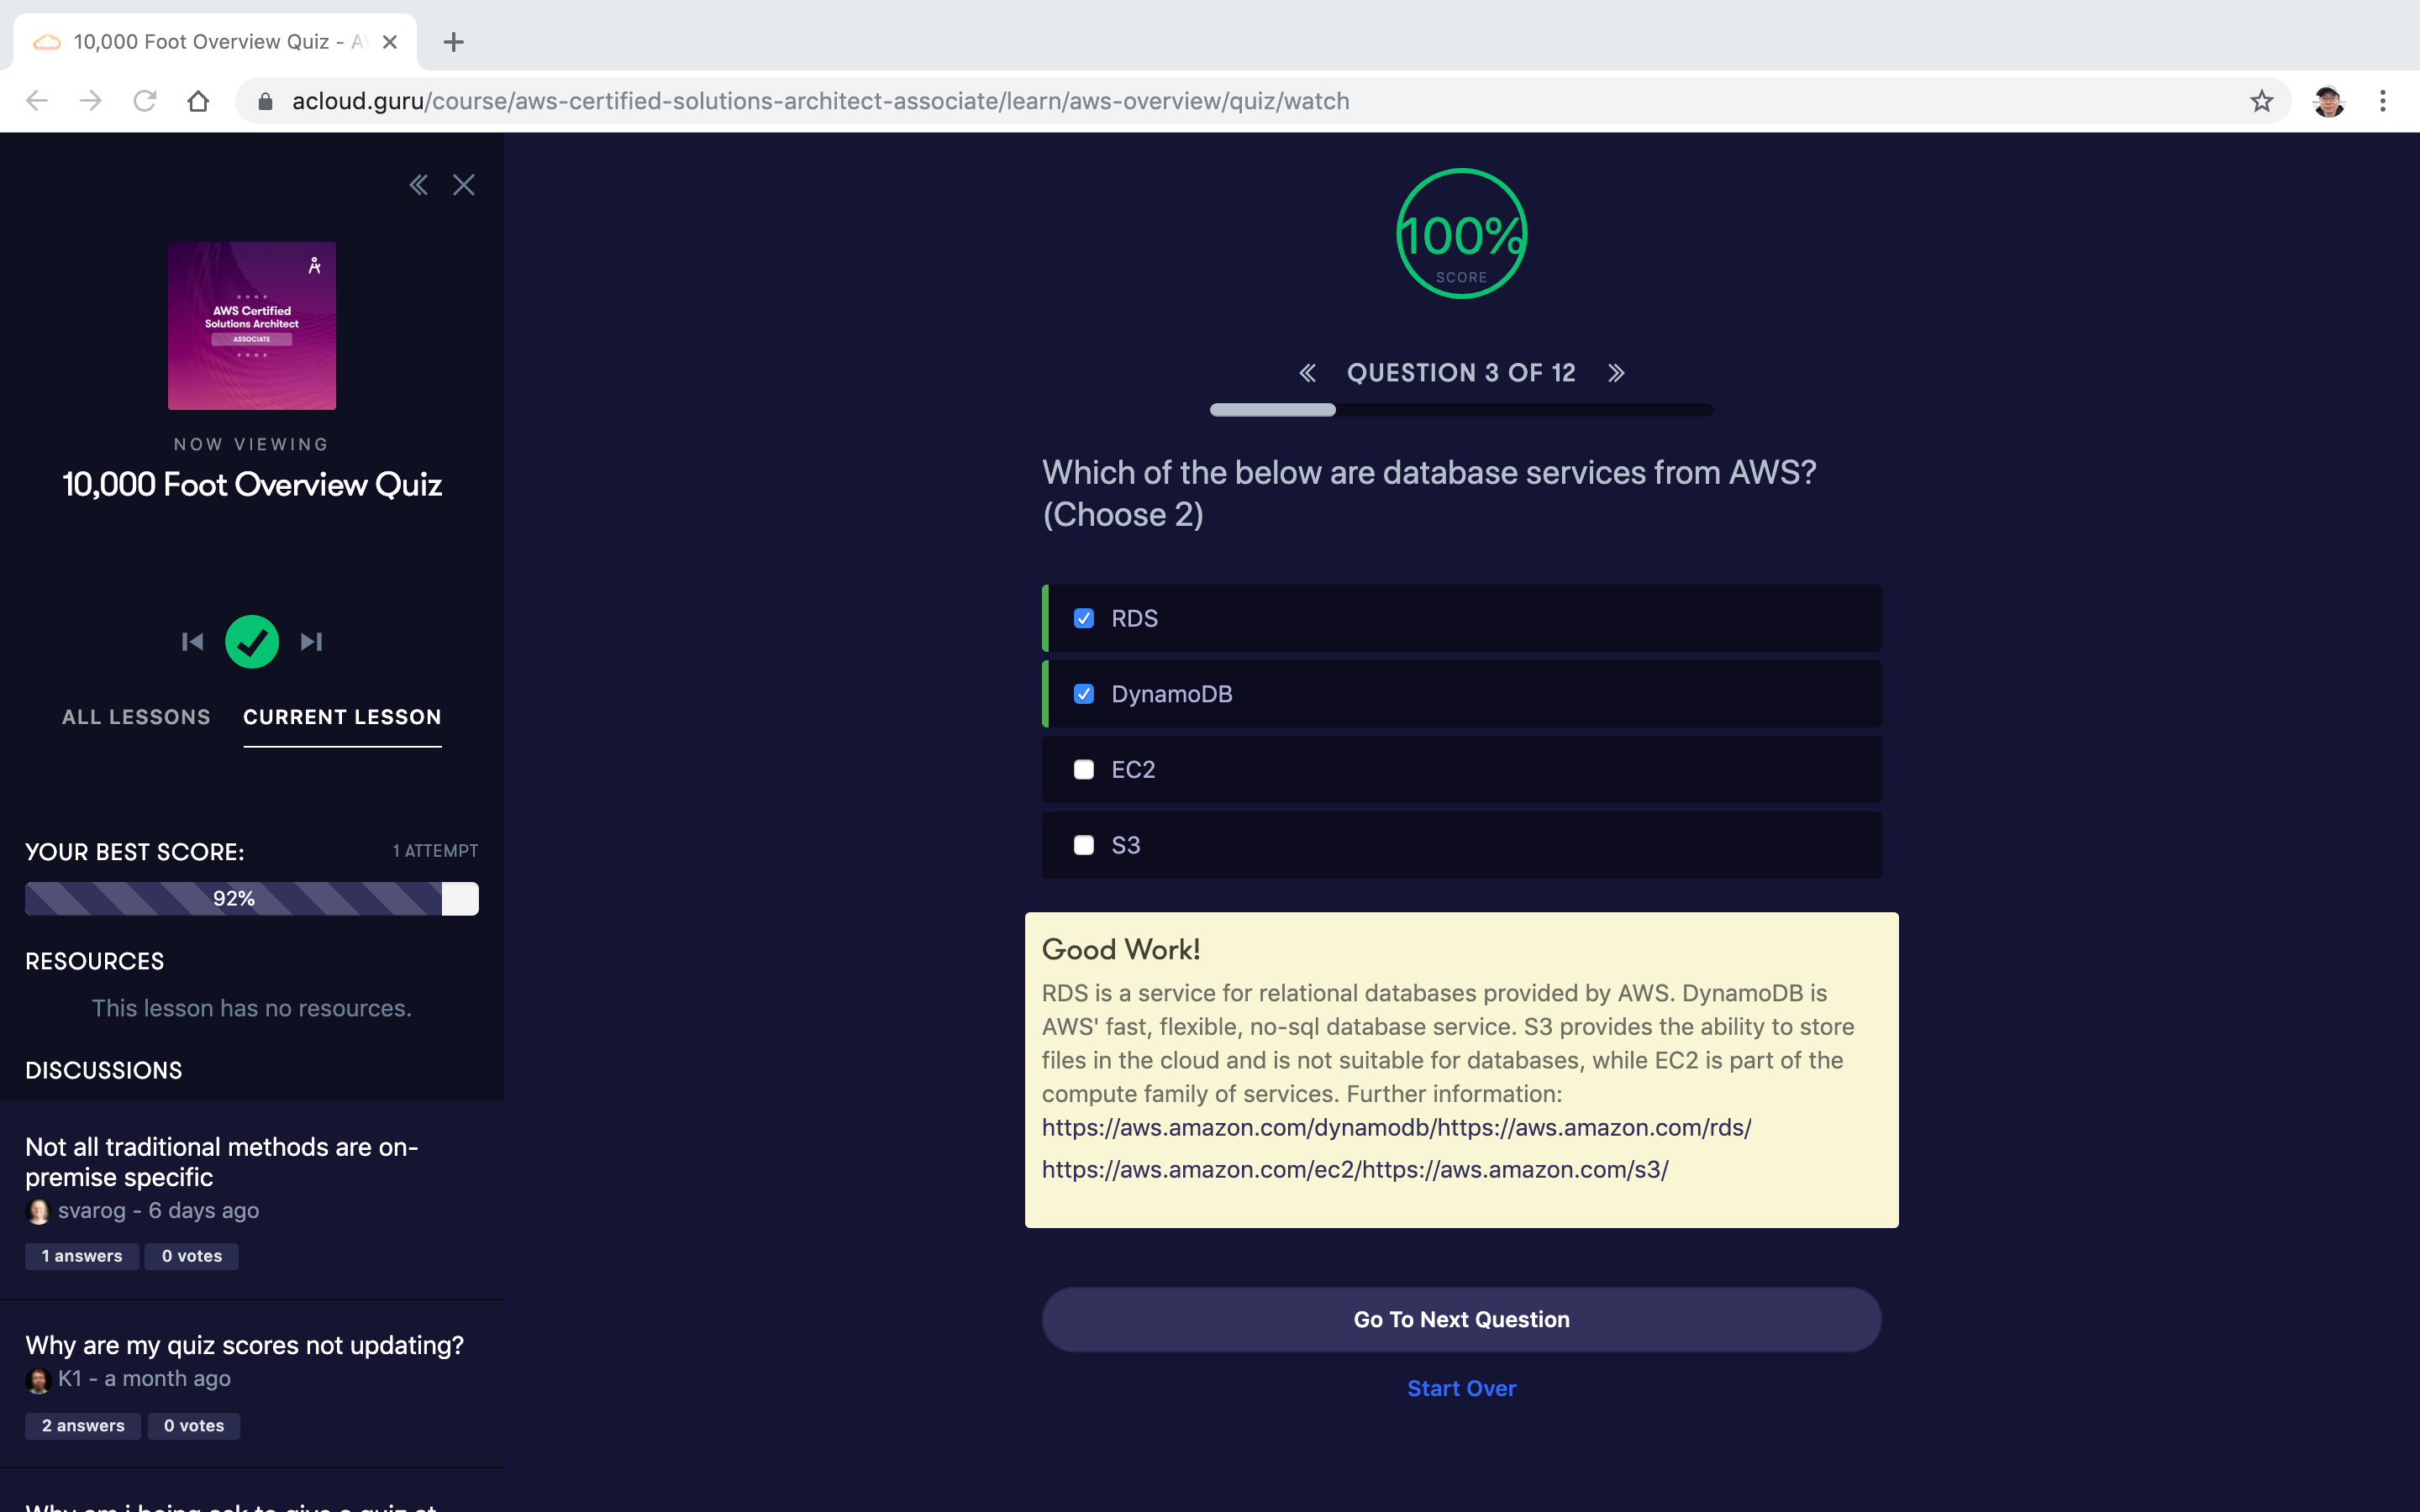 10,000 Foot Overview Quiz - A
acloud.guru/course/aws-certified-solutions-architect-associate/learn/aws-overview/quiz/watch
AWS Certified
Solutions Architect
ASSOCIATE
NOW VIEWING
10,000 Foot Overview Quiz
ALL LESSONS
CURRENT LESSON
YOUR BEST SCORE:
1 ATTEMPT
92%
RESOURCES
This lesson has no resources.
DISCUSSIONS
Not all traditional methods are on-
premise specific
svarog - 6 days ago
1 answers
0 votes
Why are my quiz scores not updating?
K1 - a month ago
2 answers
0 votes
Why am i being ask to give a quiz at
100%
SCORE
QUESTION 3 OF 12
Which of the below are database services from AWS?
(Choose 2)
RDS
DynamoDB
EC2
S3
Good Work!
RDS is a service for relational databases provided by AWS. DynamoDB is
AWS' fast, flexible, no-sql database service. S3 provides the ability to store
files in the cloud and is not suitable for databases, while EC2 is part of the
compute family of services. Further information:
https://aws.amazon.com/dynamodb/https://aws.amazon.com/rds/
https://aws.amazon.com/ec2/https://aws.amazon.com/s3/
Go To Next Question
Start Over